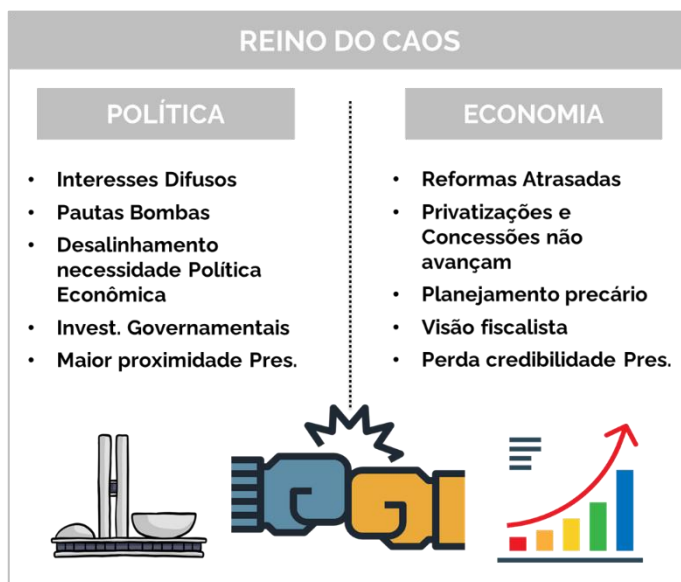 REINO DO CAOS
POLÍTICA
• Interesses Difusos
• Pautas Bombas
• Desalinhamento
necessidade Política
Econômica
• Invest. Governamentais
• Maior proximidade Pres.
ECONOMIA
• Reformas Atrasadas
• Privatizações e
Concessões não
avançam
• Planejamento precário
• Visão fiscalista
• Perda credibilidade Pres.